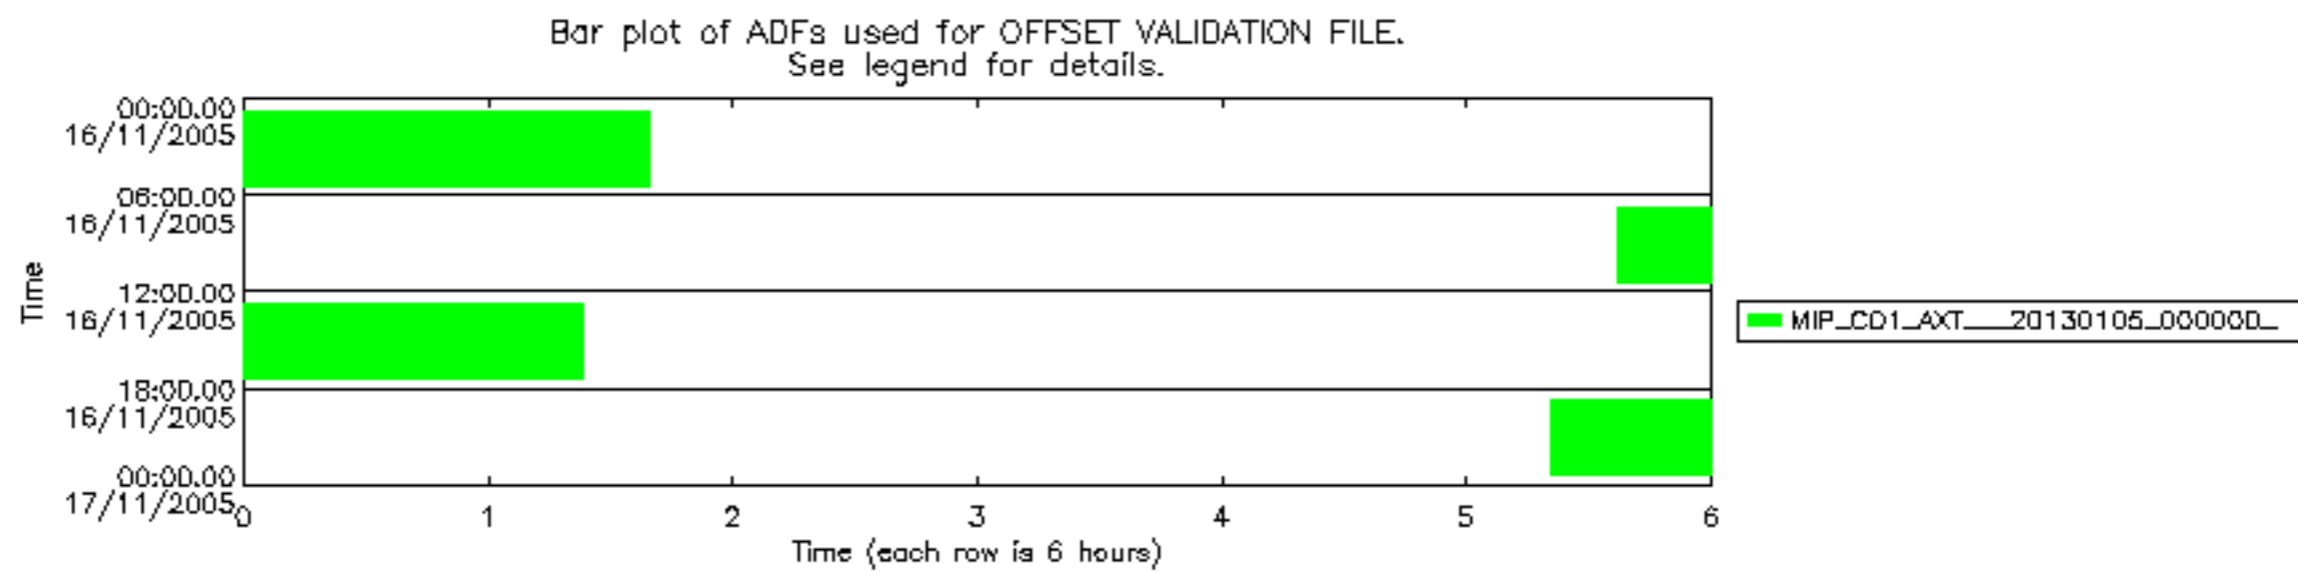 Bar plot of ADFs used for OFFSET VALIDATION FILE.
See legend for details.
00:00.00
16/11/2005
06:00.00
16/11/2005
12:00.00
16/11/2005
18:00.00
16/11/2005
00:00.00
17/11/2005
Time
0 1 2 3 4 5 6
Time (each row is 6 hours)
MIP_CO1_AXT___20130105_000000_